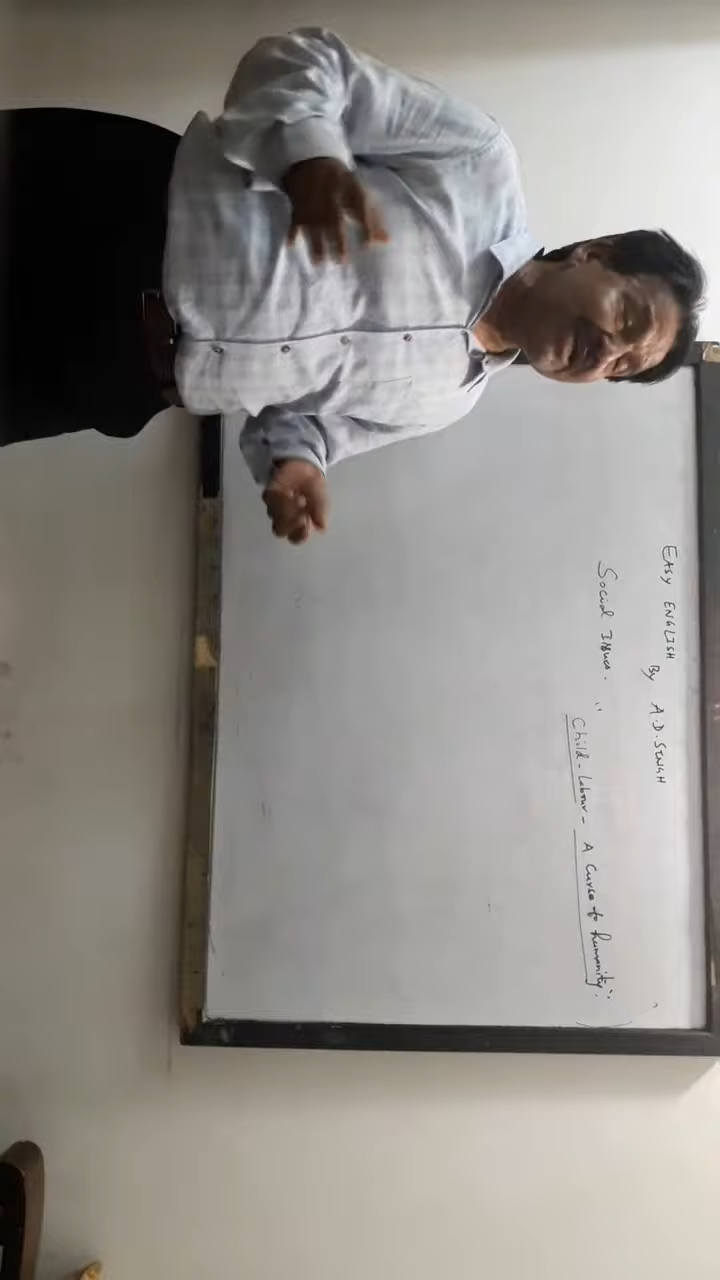 EASY ENGLISH By A.D. SINGH
Social Issues. "Child-Labour- A Curse to humanity".